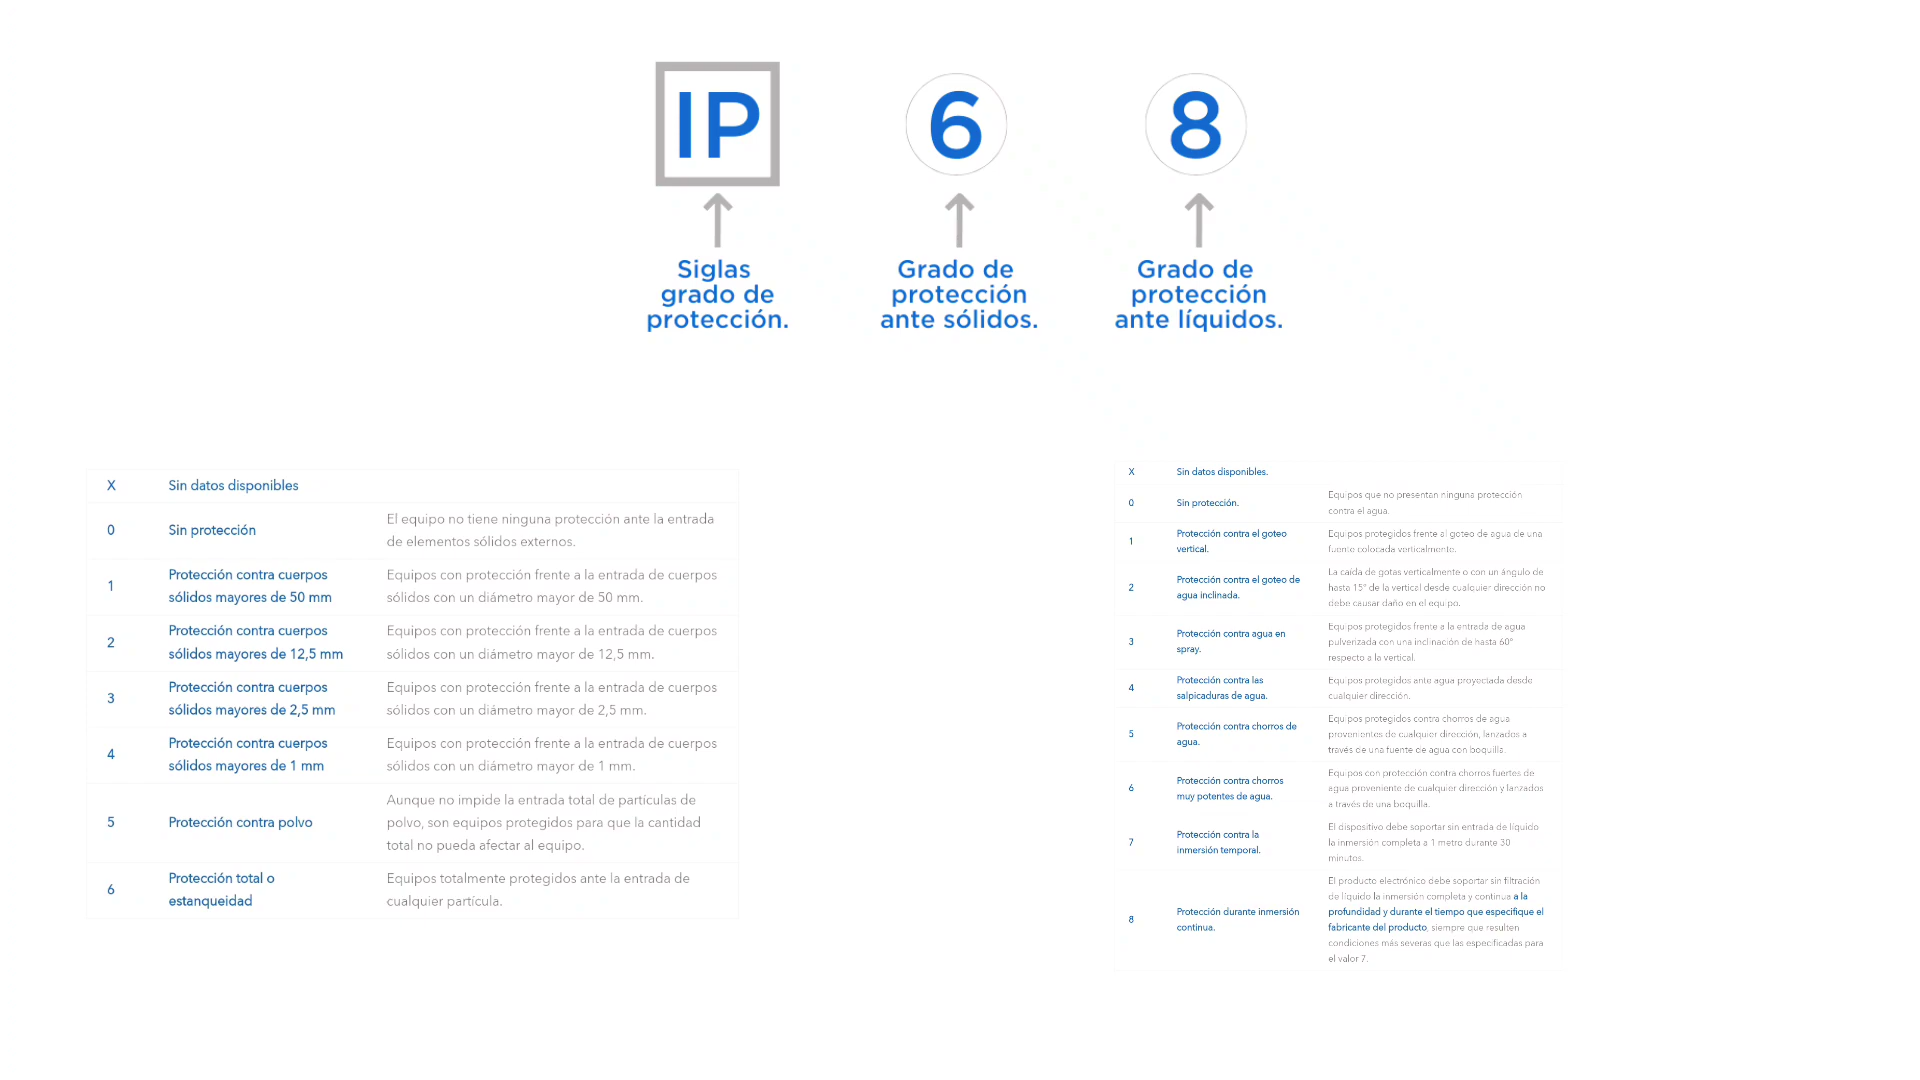 IP 6 8
Siglas
grado de
protección.
Grado de
protección
ante sólidos.
Grado de
protección
ante líquidos.
X Sin datos disponibles
0 Sin protección El equipo no tiene ninguna protección ante la entrada
de elementos sólidos externos.
1 Protección contra cuerpos
sólidos mayores de 50 mm
Equipos con protección frente a la entrada de cuerpos
sólidos con un diámetro mayor de 50 mm.
2 Protección contra cuerpos
sólidos mayores de 12,5 mm
Equipos con protección frente a la entrada de cuerpos
sólidos con un diámetro mayor de 12,5 mm.
3 Protección contra cuerpos
sólidos mayores de 2,5 mm
Equipos con protección frente a la entrada de cuerpos
sólidos con un diámetro mayor de 2,5 mm.
4 Protección contra cuerpos
sólidos mayores de 1 mm
Equipos con protección frente a la entrada de cuerpos
sólidos con un diámetro mayor de 1 mm.
5 Protección contra polvo
Aunque no impide la entrada total de partículas de
polvo, son equipos protegidos para que la cantidad
total no pueda afectar al equipo.
6 Protección total o
estanqueidad
Equipos totalmente protegidos ante la entrada de
cualquier partícula.
X Sin datos disponibles.
0 Sin protección.
Equipos que no presentan ninguna protección
contra el agua.
1 Protección contra el goteo
vertical.
Equipos protegidos frente al goteo de agua de una
fuente colocada verticalmente.
2 Protección contra el goteo de
agua inclinada.
La caída de gotas verticalmente o con un ángulo de
hasta 15º de la vertical desde cualquier dirección no
debe causar daño en el equipo.
3 Protección contra agua en
spray.
Equipos protegidos frente a la entrada de agua
pulverizada con una inclinación de hasta 60º
respecto a la vertical.
4 Protección contra las
salpicaduras de agua.
Equipos protegidos ante agua proyectada desde
cualquier dirección.
5 Protección contra chorros de
agua.
Equipos protegidos contra chorros de agua
provenientes de cualquier dirección, lanzados a
través de una fuente de agua con boquilla.
6 Protección contra chorros
muy potentes de agua.
Equipos con protección contra chorros fuertes de
agua proveniente de cualquier dirección y lanzados
a través de una boquilla.
7 Protección contra la
inmersión temporal.
El dispositivo debe soportar sin entrada de líquido
la inmersión completa a 1 metro durante 30
minutos.
8 Protección durante inmersión
continua.
El producto electrónico debe soportar sin filtración
de líquido la inmersión completa y continua a la
profundidad y durante el tiempo que especifique el
fabricante del producto, siempre que resulten
condiciones más severas que las especificadas para
el valor 7.